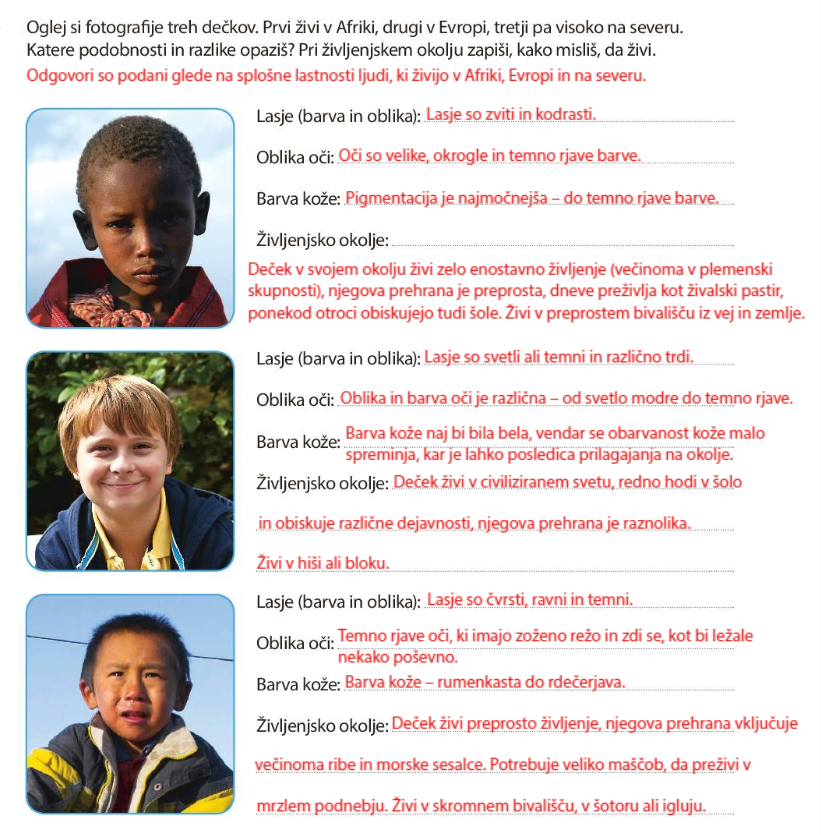 Oglej si fotografije treh dečkov. Prvi živi v Afriki, drugi v Evropi, tretji pa visoko na severu.
Katere podobnosti in razlike opaziš? Pri življenjskem okolju zapiši, kako misliš, da živi.
Odgovori so podani glede na splošne lastnosti ljudi, ki živijo v Afriki, Evropi in na severu.
Lasje (barva in oblika): Lasje so zviti in kodrasti.
Oblika oči: Oči so velike, okrogle in temno rjave barve.
Barva kože: Pigmentacija je najmočnejša – do temno rjave barve.
Življenjsko okolje:
Deček v svojem okolju živi zelo enostavno življenje (večinoma v plemenski
skupnosti), njegova prehrana je preprosta, dneve preživlja kot živalski pastir,
ponekod otroci obiskujejo tudi šole. Živi v preprostem bivališču iz vej in zemlje.
Lasje (barva in oblika): Lasje so svetli ali temni in različno trdi.
Oblika oči: Oblika in barva oči je različna – od svetlo modre do temno rjave.
Barva kože: Barva kože naj bi bila bela, vendar se obarvanost kože malo
spreminja, kar je lahko posledica prilagajanja na okolje.
Življenjsko okolje: Deček živi v civiliziranem svetu, redno hodi v šolo
in obiskuje različne dejavnosti, njegova prehrana je raznolika.
Živi v hiši ali bloku.
Lasje (barva in oblika): Lasje so čvrsti, ravni in temni.
Oblika oči: Temno rjave oči, ki imajo zoženo režo in zdi se, kot bi ležale
nekako poševno.
Barva kože: Barva kože – rumenkasta do rdečerjava.
Življenjsko okolje: Deček živi preprosto življenje, njegova prehrana vključuje
večinoma ribe in morske sesalce. Potrebuje veliko maščob, da preživi v
mrzlem podnebju. Živi v skromnem bivališču, v šotoru ali igluju.